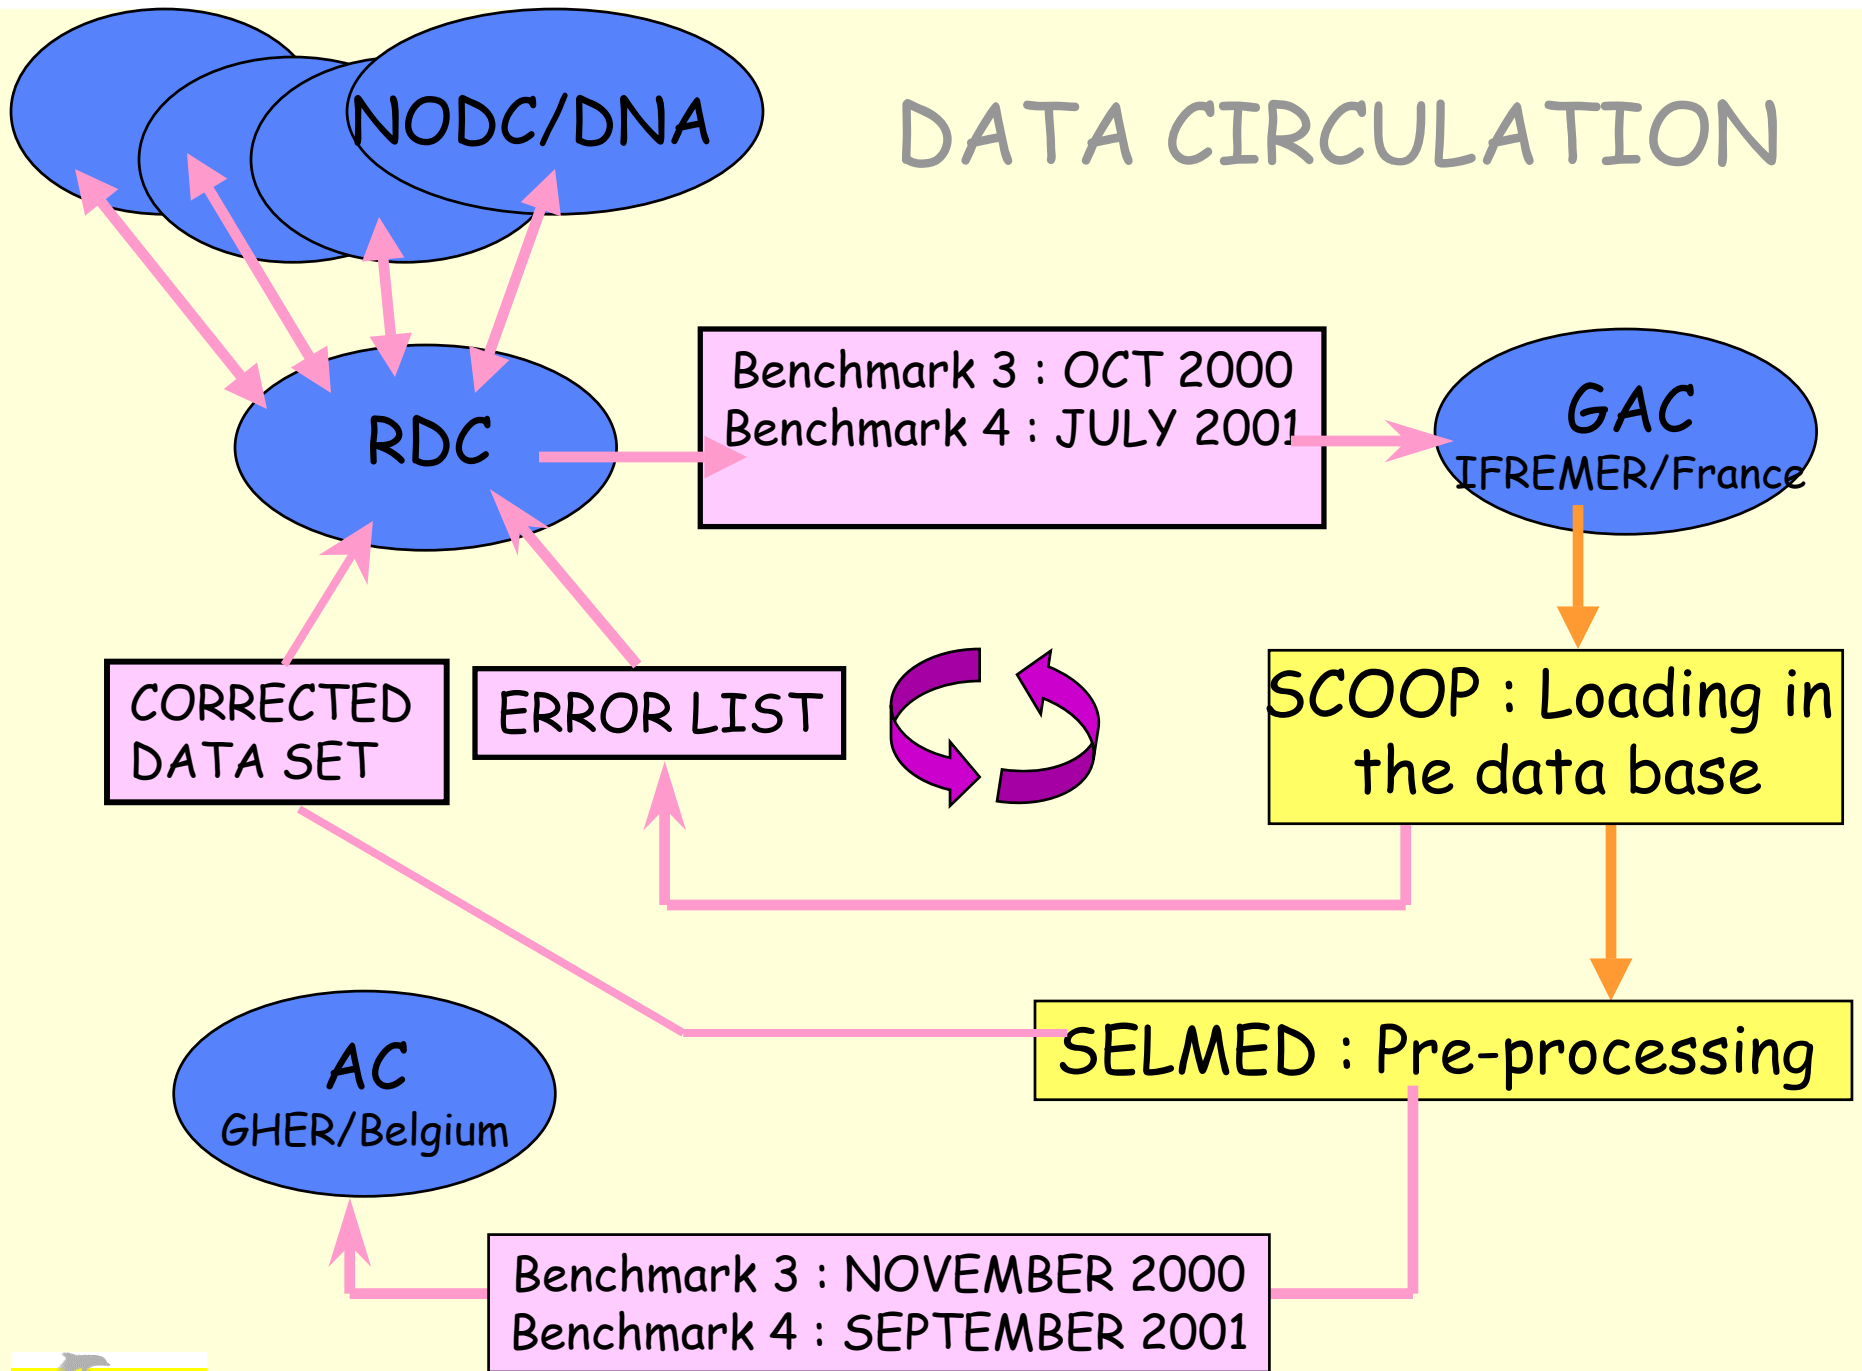 NODC/DNA
DATA CIRCULATION
Benchmark 3 : OCT 2000
Benchmark 4 : JULY 2001
RDC
GAC
IFREMER/France
CORRECTED
DATA SET
ERROR LIST
SCOOP : Loading in
the data base
SELMED : Pre-processing
AC
GHER/Belgium
Benchmark 3 : NOVEMBER 2000
Benchmark 4 : SEPTEMBER 2001